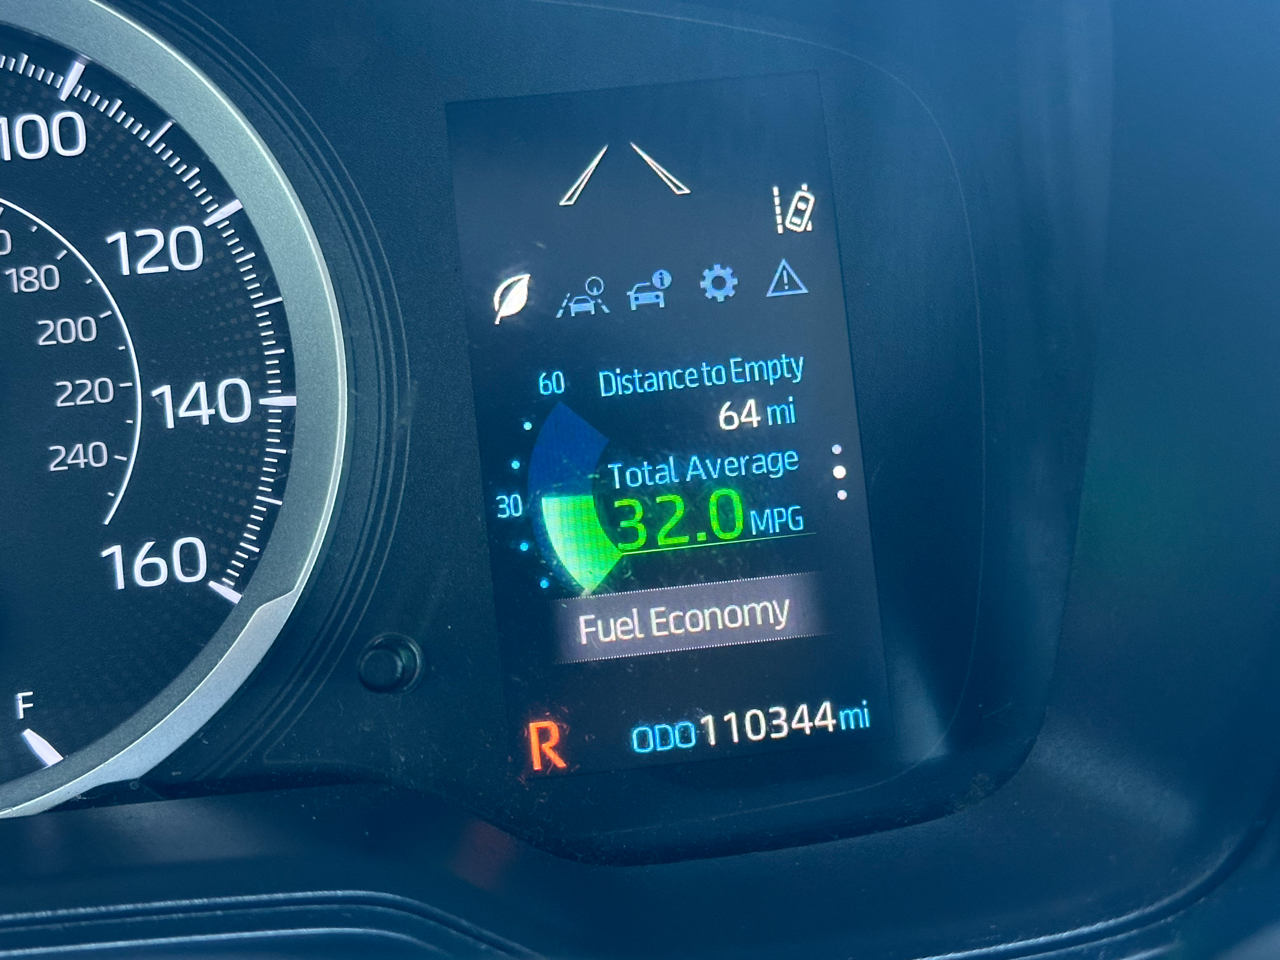 100
120
180
200
220
140
240
160
F
i
60
Distance to Empty
64 mi
Total Average
30
32.0 MPG
Fuel Economy
R
ODO 110344 mi